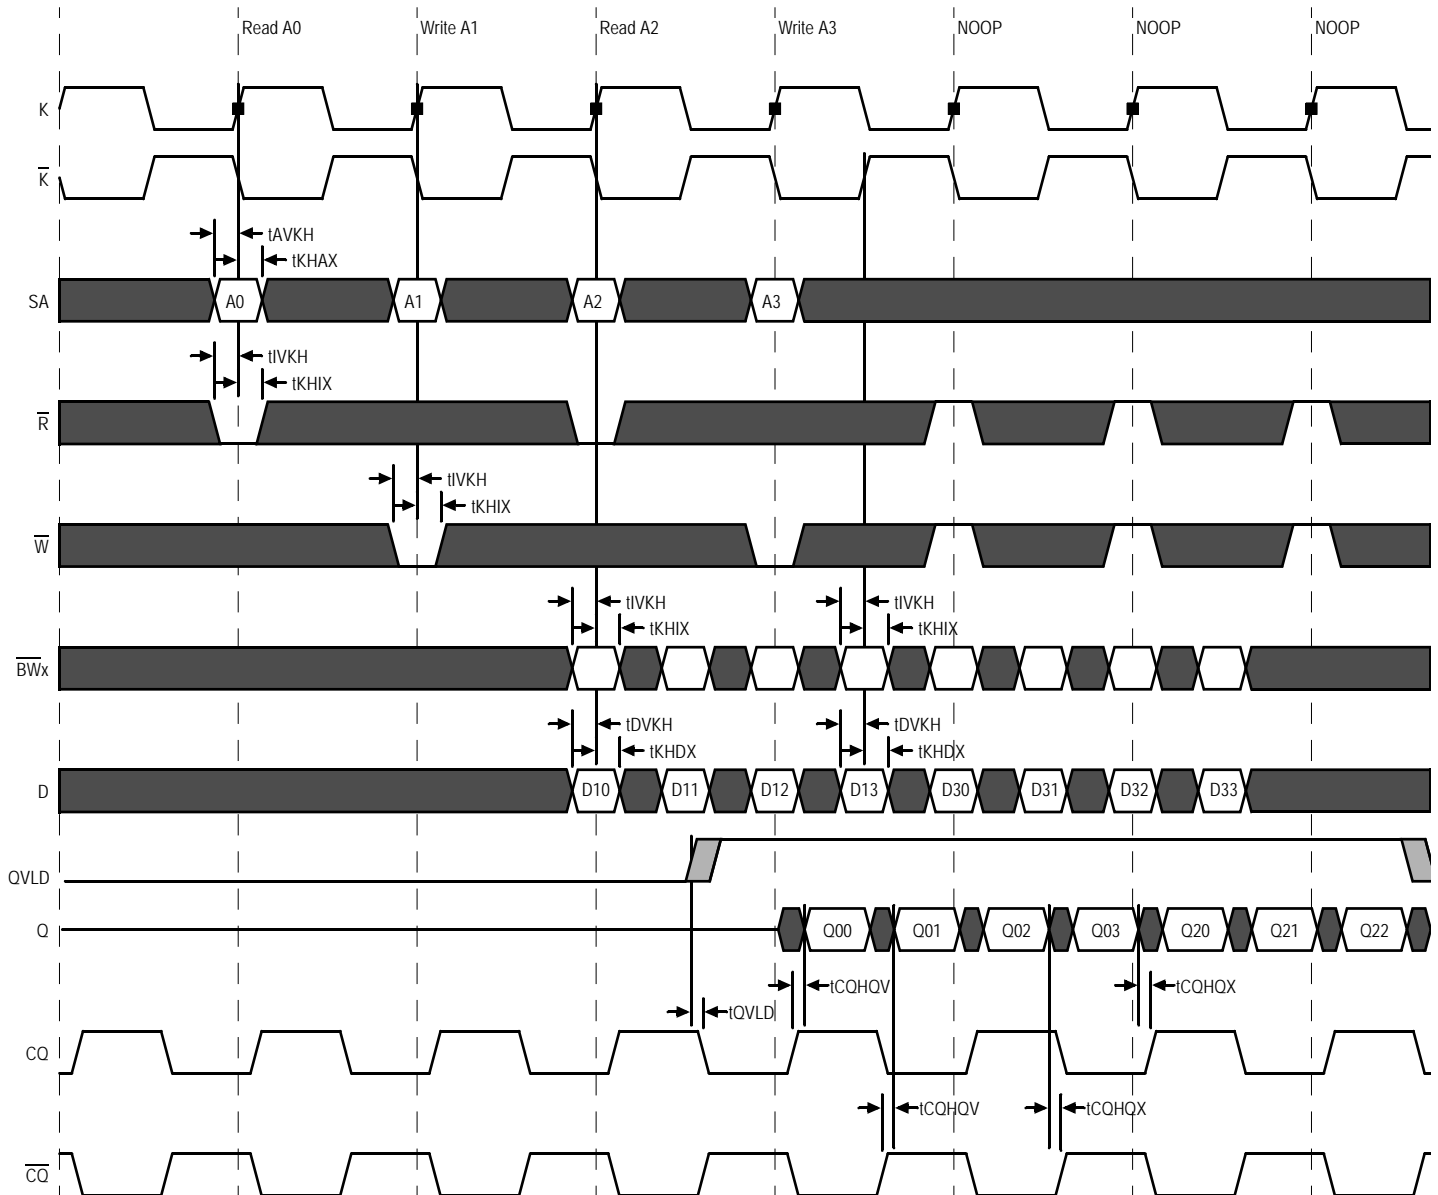 Read A0 Write A1 Read A2 Write A3 NOOP NOOP NOOP
K
K̅
tAVKH
tKHAX
SA A0 A1 A2 A3
tIVKH
tKHIX
R̅
tIVKH
tKHIX
W̅
tIVKH tIVKH
tKHIX tKHIX
B̅W̅x
tDVKH tDVKH
tKHDX tKHDX
D D10 D11 D12 D13 D30 D31 D32 D33
QVLD
Q Q00 Q01 Q02 Q03 Q20 Q21 Q22
tCQHQV tCQHQX
tQVLD
CQ
tCQHQV tCQHQX
C̅Q̅